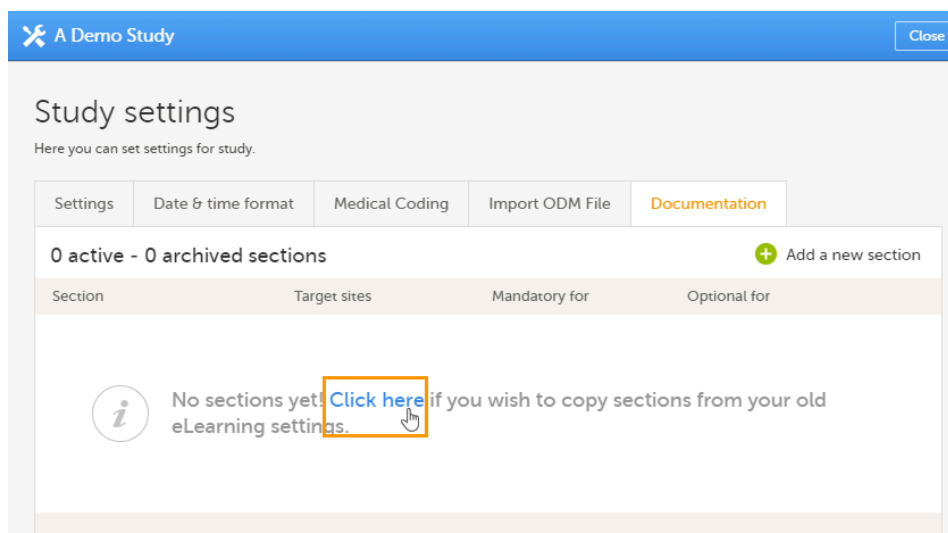 A Demo Study
Close
Study settings
Here you can set settings for study.
Settings Date & time format Medical Coding Import ODM File Documentation
0 active - 0 archived sections Add a new section
Section Target sites Mandatory for Optional for
No sections yet! Click here if you wish to copy sections from your old
eLearning settings.